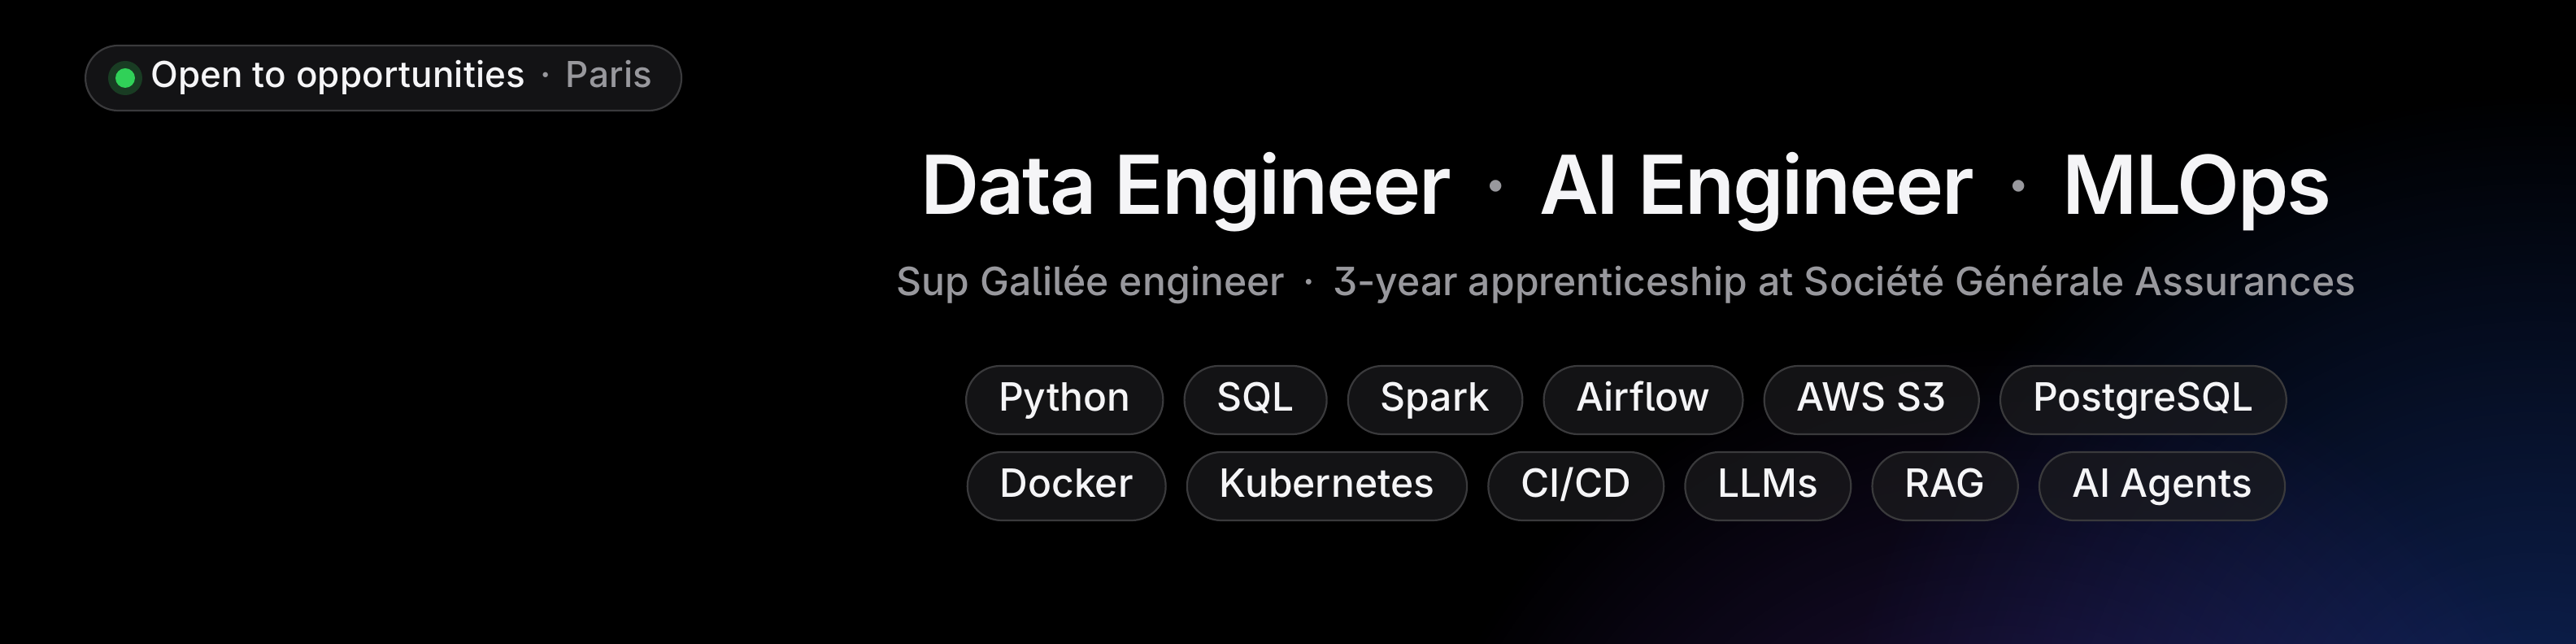 Open to opportunities · Paris
Data Engineer · AI Engineer · MLOps
Sup Galilée engineer · 3-year apprenticeship at Société Générale Assurances
Python SQL Spark Airflow AWS S3 PostgreSQL
Docker Kubernetes CI/CD LLMs RAG AI Agents